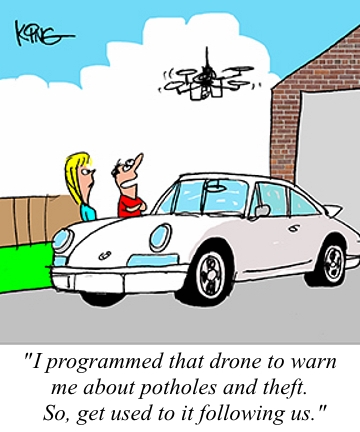 KING
"I programmed that drone to warn
me about potholes and theft.
So, get used to it following us."